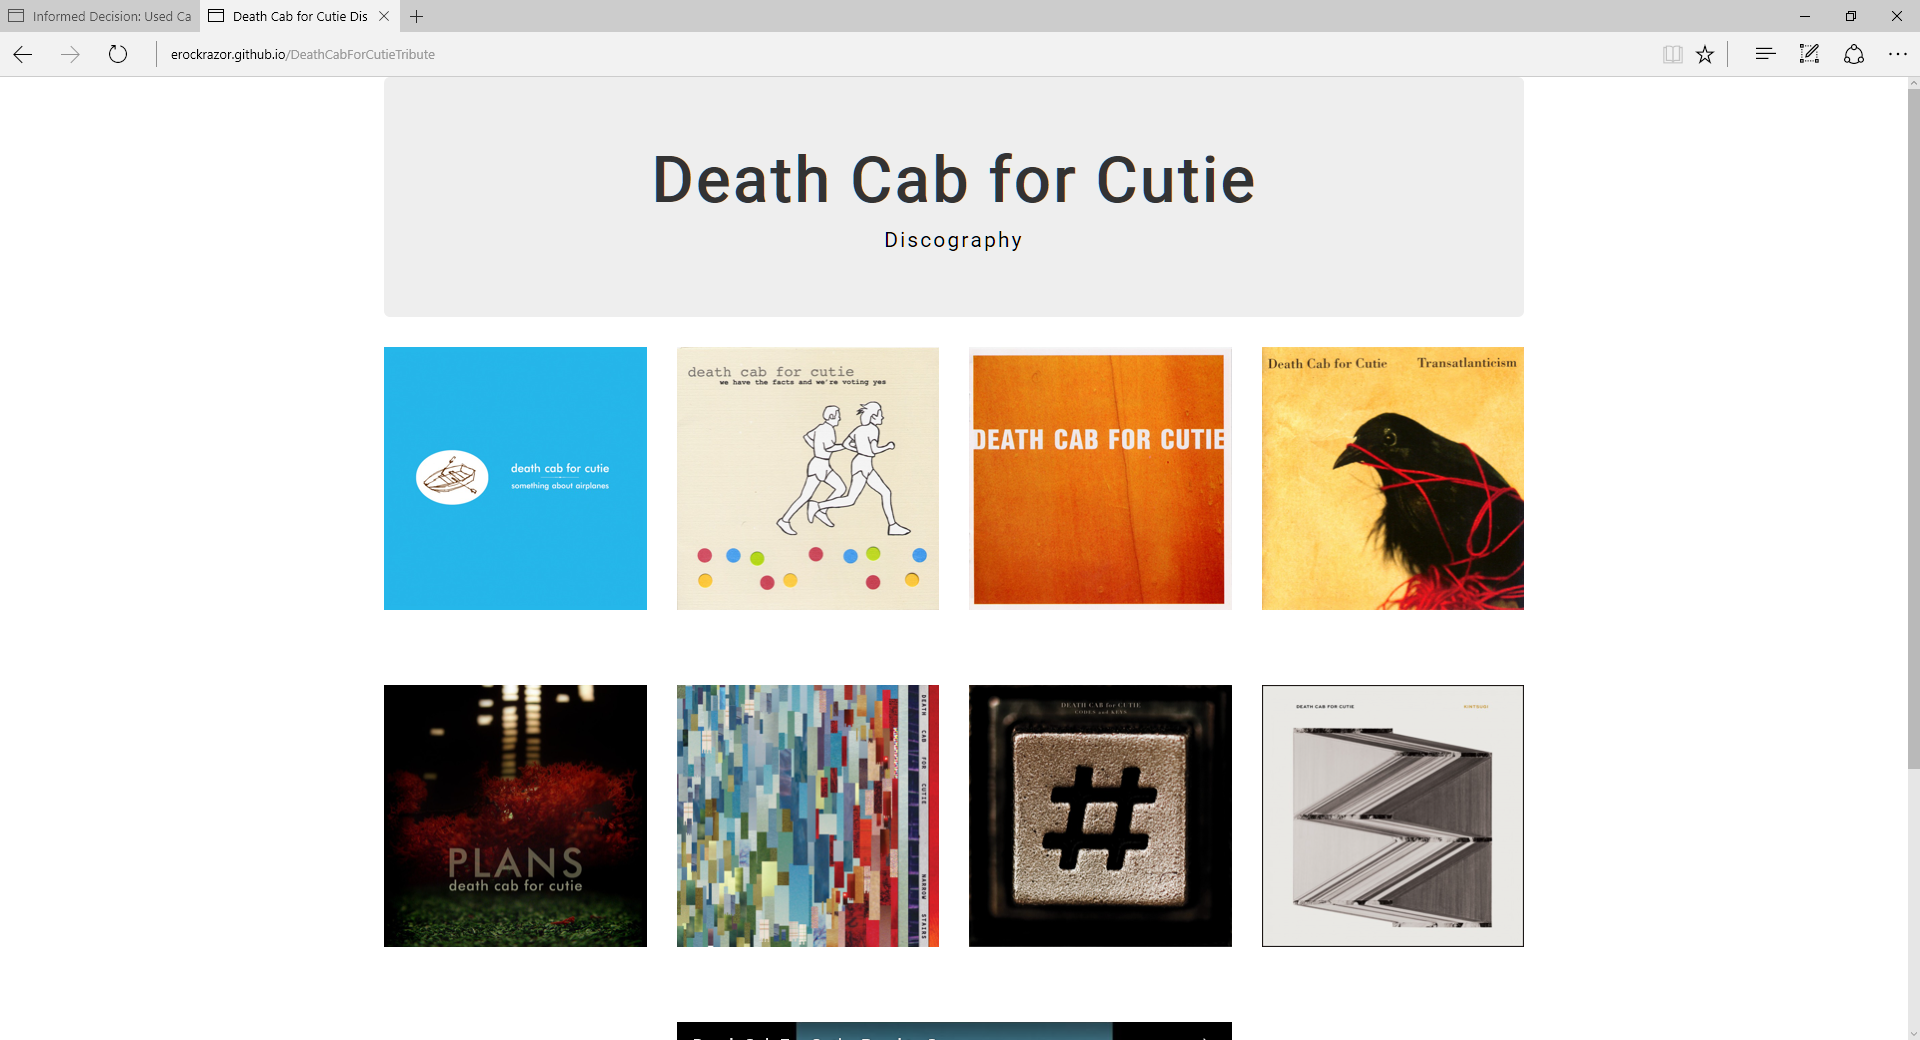 Informed Decision: Used Ca
Death Cab for Cutie Dis
erockrazor.github.io/DeathCabForCutieTribute
Death Cab for Cutie
Discography
death cab for cutie
something about airplanes
death cab for cutie
we have the facts and we're voting yes
DEATH CAB FOR CUTIE
Death Cab for Cutie Transatlanticism
PLANS
death cab for cutie
DEATH CAB FOR CUTIE NARROW STAIRS
DEATH CAB for CUTIE
CODES and KEYS
#
DEATH CAB FOR CUTIE KINTSUGI